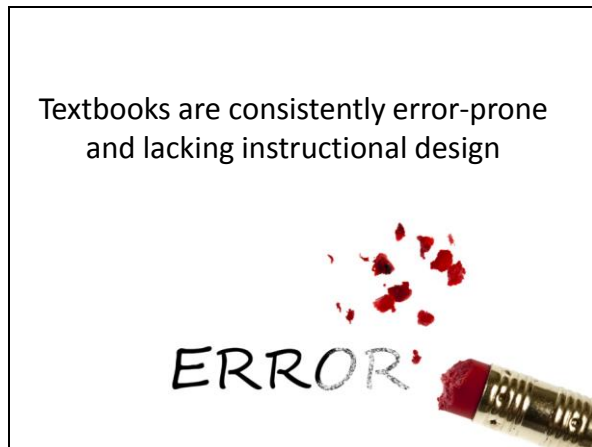 Textbooks are consistently error-prone
and lacking instructional design
ERROR